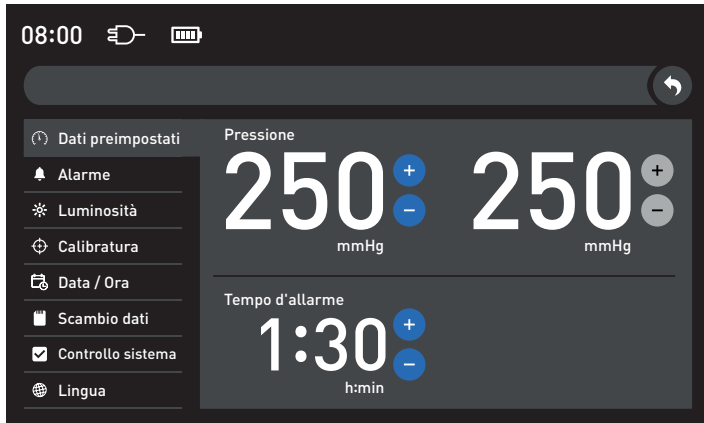 08:00
Dati preimpostati
Alarme
Luminosità
Calibratura
Data / Ora
Scambio dati
Controllo sistema
Lingua
Pressione
250 + −
mmHg
250 + −
mmHg
Tempo d'allarme
1:30 + −
h:min